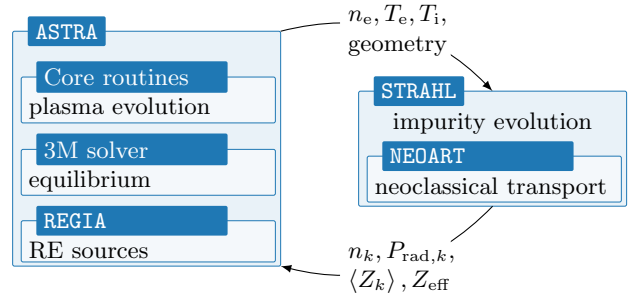 ASTRA
Core routines
plasma evolution
3M solver
equilibrium
REGIA
RE sources
n_e, T_e, T_i,
geometry
STRAHL
impurity evolution
NEOART
neoclassical transport
n_k, P_rad,k,
⟨Z_k⟩, Z_eff